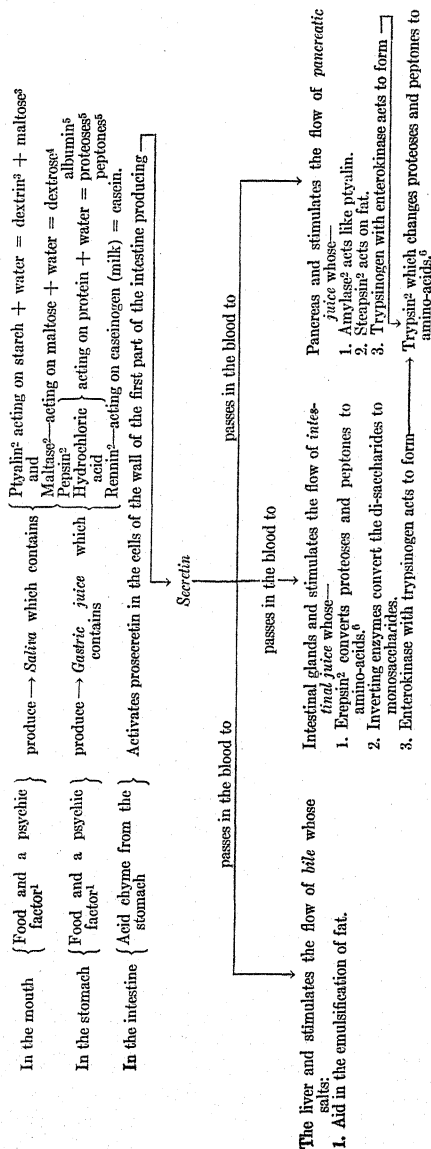 In the mouth { Food and a psychic factor¹ } produce → Saliva which contains { Ptyalin² acting on starch + water = dextrin³ + maltose³
and
Maltase²—acting on maltose + water = dextrose⁴
In the stomach { Food and a psychic factor¹ } produce → Gastric juice which contains { Pepsin²
Hydrochloric acid } acting on protein + water = { albumin⁵
proteoses⁵
peptones⁵
Rennin²—acting on caseinogen (milk) = casein.
In the intestine { Acid chyme from the stomach } Activates prosecretin in the cells of the wall of the first part of the intestine producing
Secretin
passes in the blood to
passes in the blood to
passes in the blood to
The liver and stimulates the flow of bile whose
salts:
1. Aid in the emulsification of fat.
Intestinal glands and stimulates the flow of intes-
tinal juice whose—
1. Erepsin² converts proteoses and peptones to
amino-acids.⁶
2. Inverting enzymes convert the di-saccharides to
monosaccharides.
3. Enterokinase with trypsinogen acts to form
Pancreas and stimulates the flow of pancreatic
juice whose—
1. Amylase² acts like ptyalin.
2. Steapsin² acts on fat.
3. Trypsinogen with enterokinase acts to form
Trypsin² which changes proteoses and peptones to
amino-acids.⁶